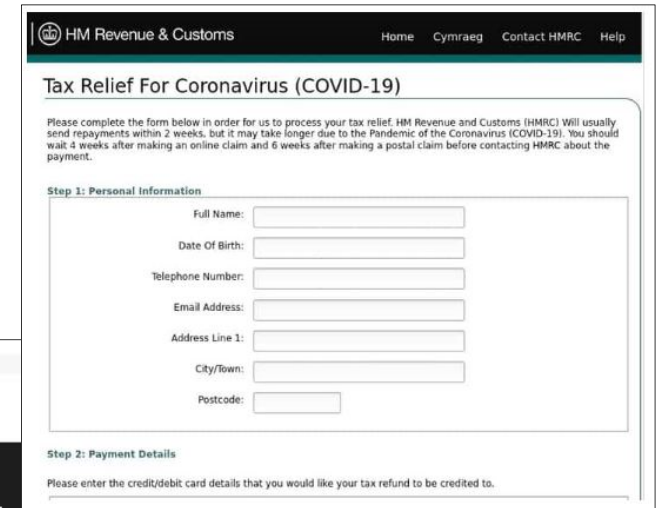 HM Revenue & Customs
Home Cymraeg Contact HMRC Help
Tax Relief For Coronavirus (COVID-19)
Please complete the form below in order for us to process your tax relief. HM Revenue and Customs (HMRC) Will usually
send repayments within 2 weeks, but it may take longer due to the Pandemic of the Coronavirus (COVID-19). You should
wait 4 weeks after making an online claim and 6 weeks after making a postal claim before contacting HMRC about the
payment.
Step 1: Personal Information
Full Name:
Date Of Birth:
Telephone Number:
Email Address:
Address Line 1:
City/Town:
Postcode:
Step 2: Payment Details
Please enter the credit/debit card details that you would like your tax refund to be credited to.